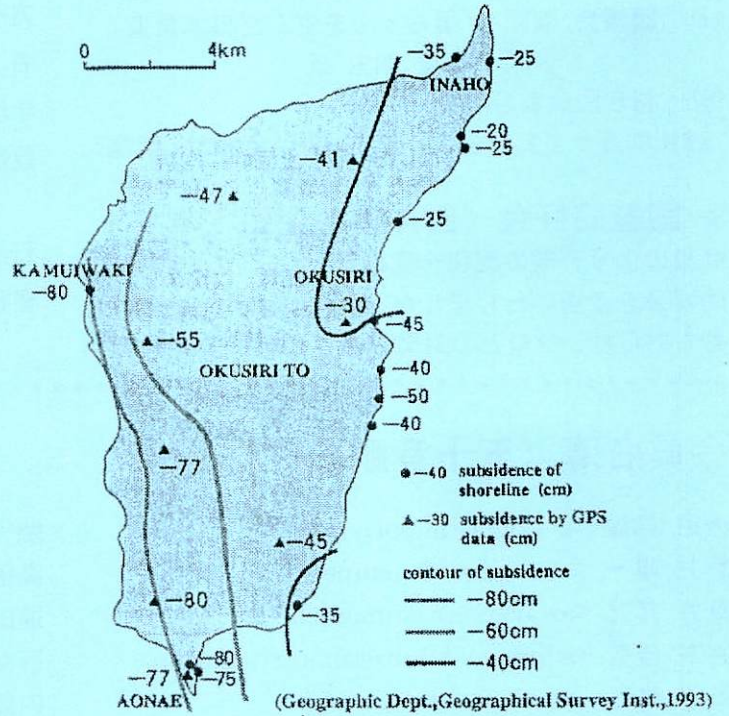 0 4km
−35
−25
INAHO
−20
−25
−41
−47
−25
KAMUIWAKI
−80
OKUSIRI
−30
−45
−55
OKUSIRI TO
−40
−50
−40
−77
−40 subsidence of
shoreline (cm)
−30 subsidence by GPS
data (cm)
−45
contour of subsidence
−80cm
−80
−35
−60cm
−40cm
−80
−77
−75
AONAE
(Geographic Dept.,Geographical Survey Inst.,1993)